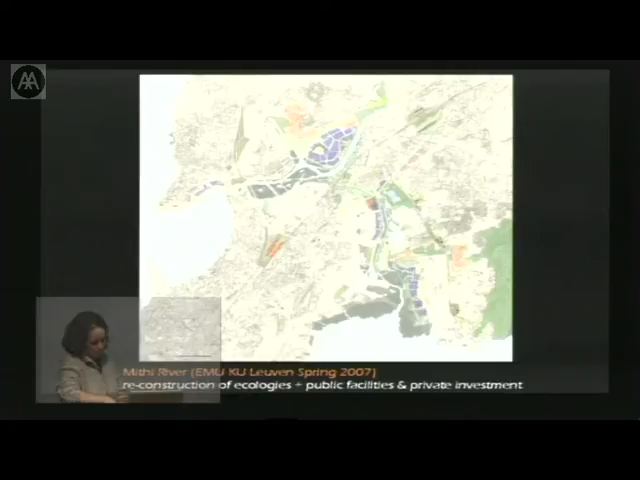 AA
Mithi River (EMU KU Leuven Spring 2007)
re-construction of ecologies + public facilities & private investment